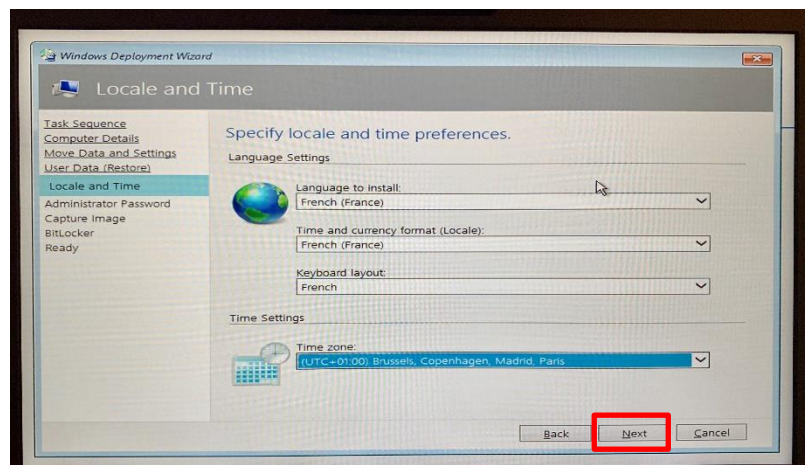 Windows Deployment Wizard
Locale and Time
Task Sequence
Computer Details
Move Data and Settings
User Data (Restore)
Locale and Time
Administrator Password
Capture Image
BitLocker
Ready
Specify locale and time preferences.
Language Settings
Language to install:
French (France)
Time and currency format (Locale):
French (France)
Keyboard layout:
French
Time Settings
Time zone:
(UTC+01:00) Brussels, Copenhagen, Madrid, Paris
Back Next Cancel